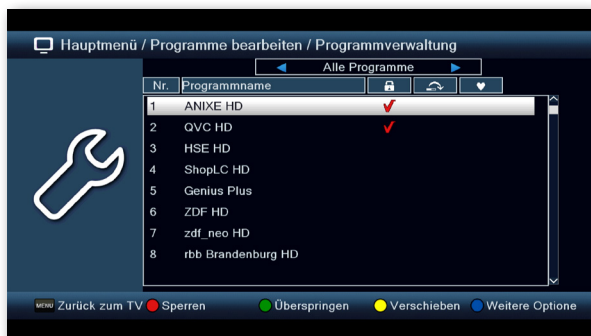 Hauptmenü / Programme bearbeiten / Programmverwaltung
Alle Programme
Nr. Programmname
1 ANIXE HD
2 QVC HD
3 HSE HD
4 ShopLC HD
5 Genius Plus
6 ZDF HD
7 zdf_neo HD
8 rbb Brandenburg HD
MENU Zurück zum TV Sperren Überspringen Verschieben Weitere Optione